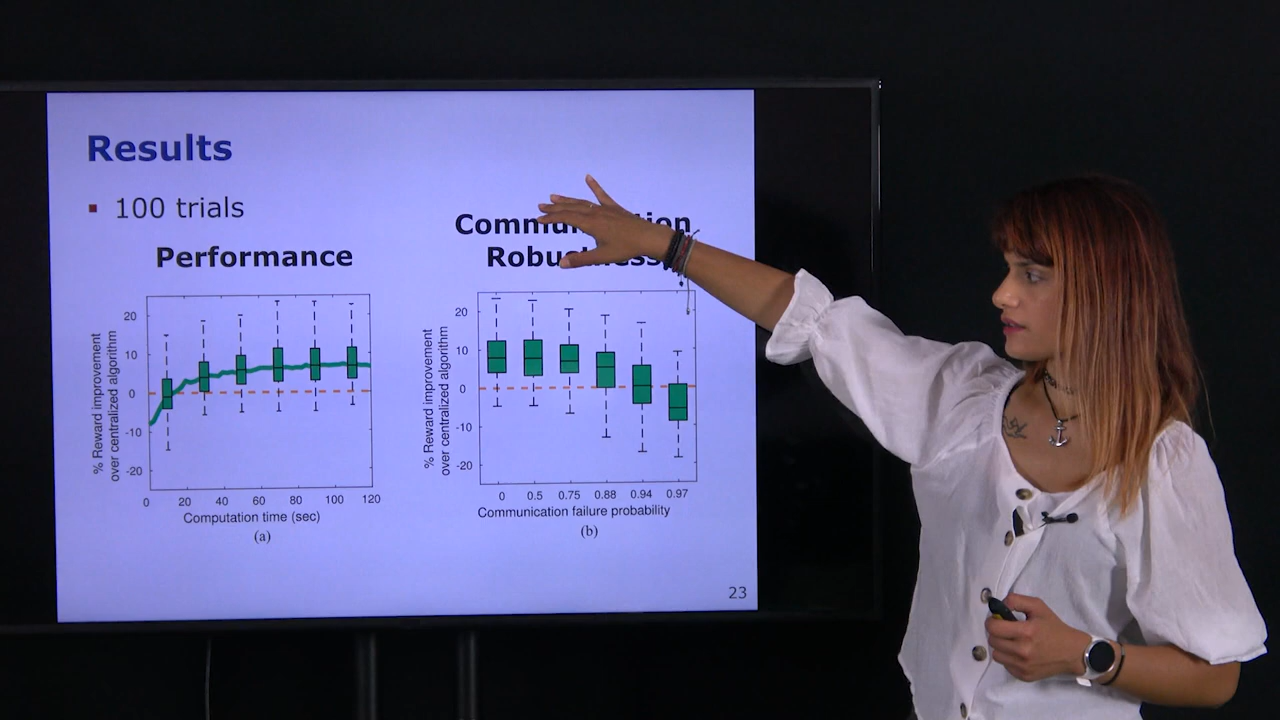 Results
100 trials
Performance
20
10
0
-10
-20
% Reward improvement
over centralized algorithm
0 20 40 60 80 100 120
Computation time (sec)
(a)
20
10
0
-10
-20
% Reward improvement
over centralized algorithm
0 0.5 0.75 0.88 0.94 0.97
Communication failure probability
(b)
23